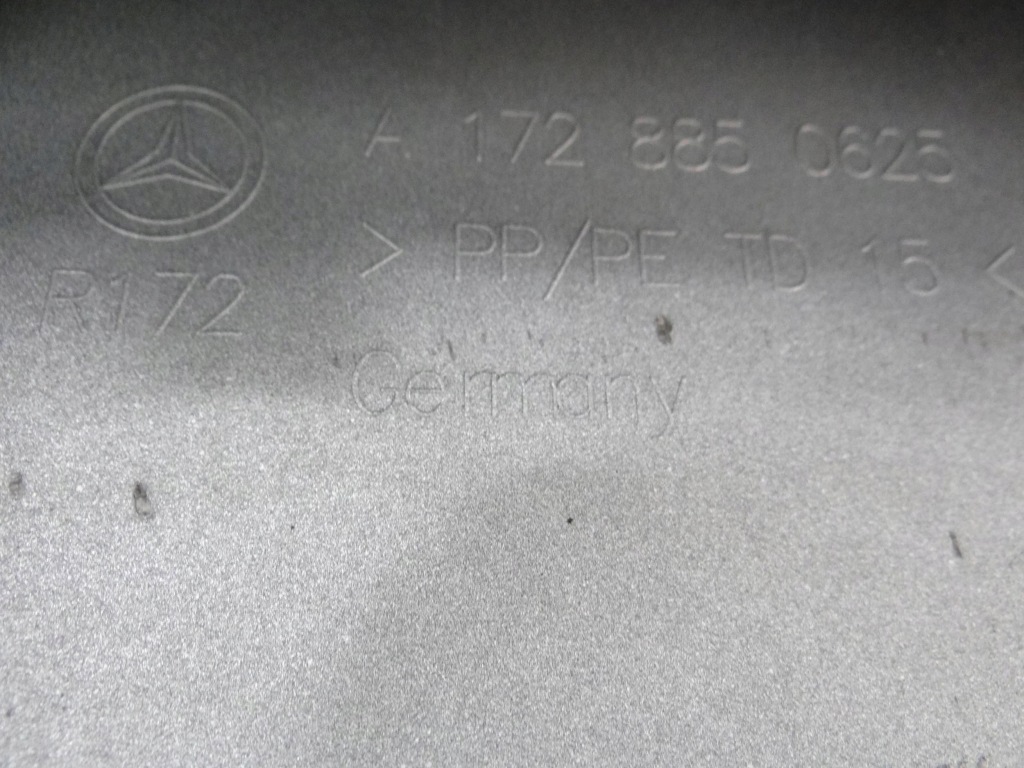 A 172 885 0625
> PP/PE TD 15 <
R172
Germany